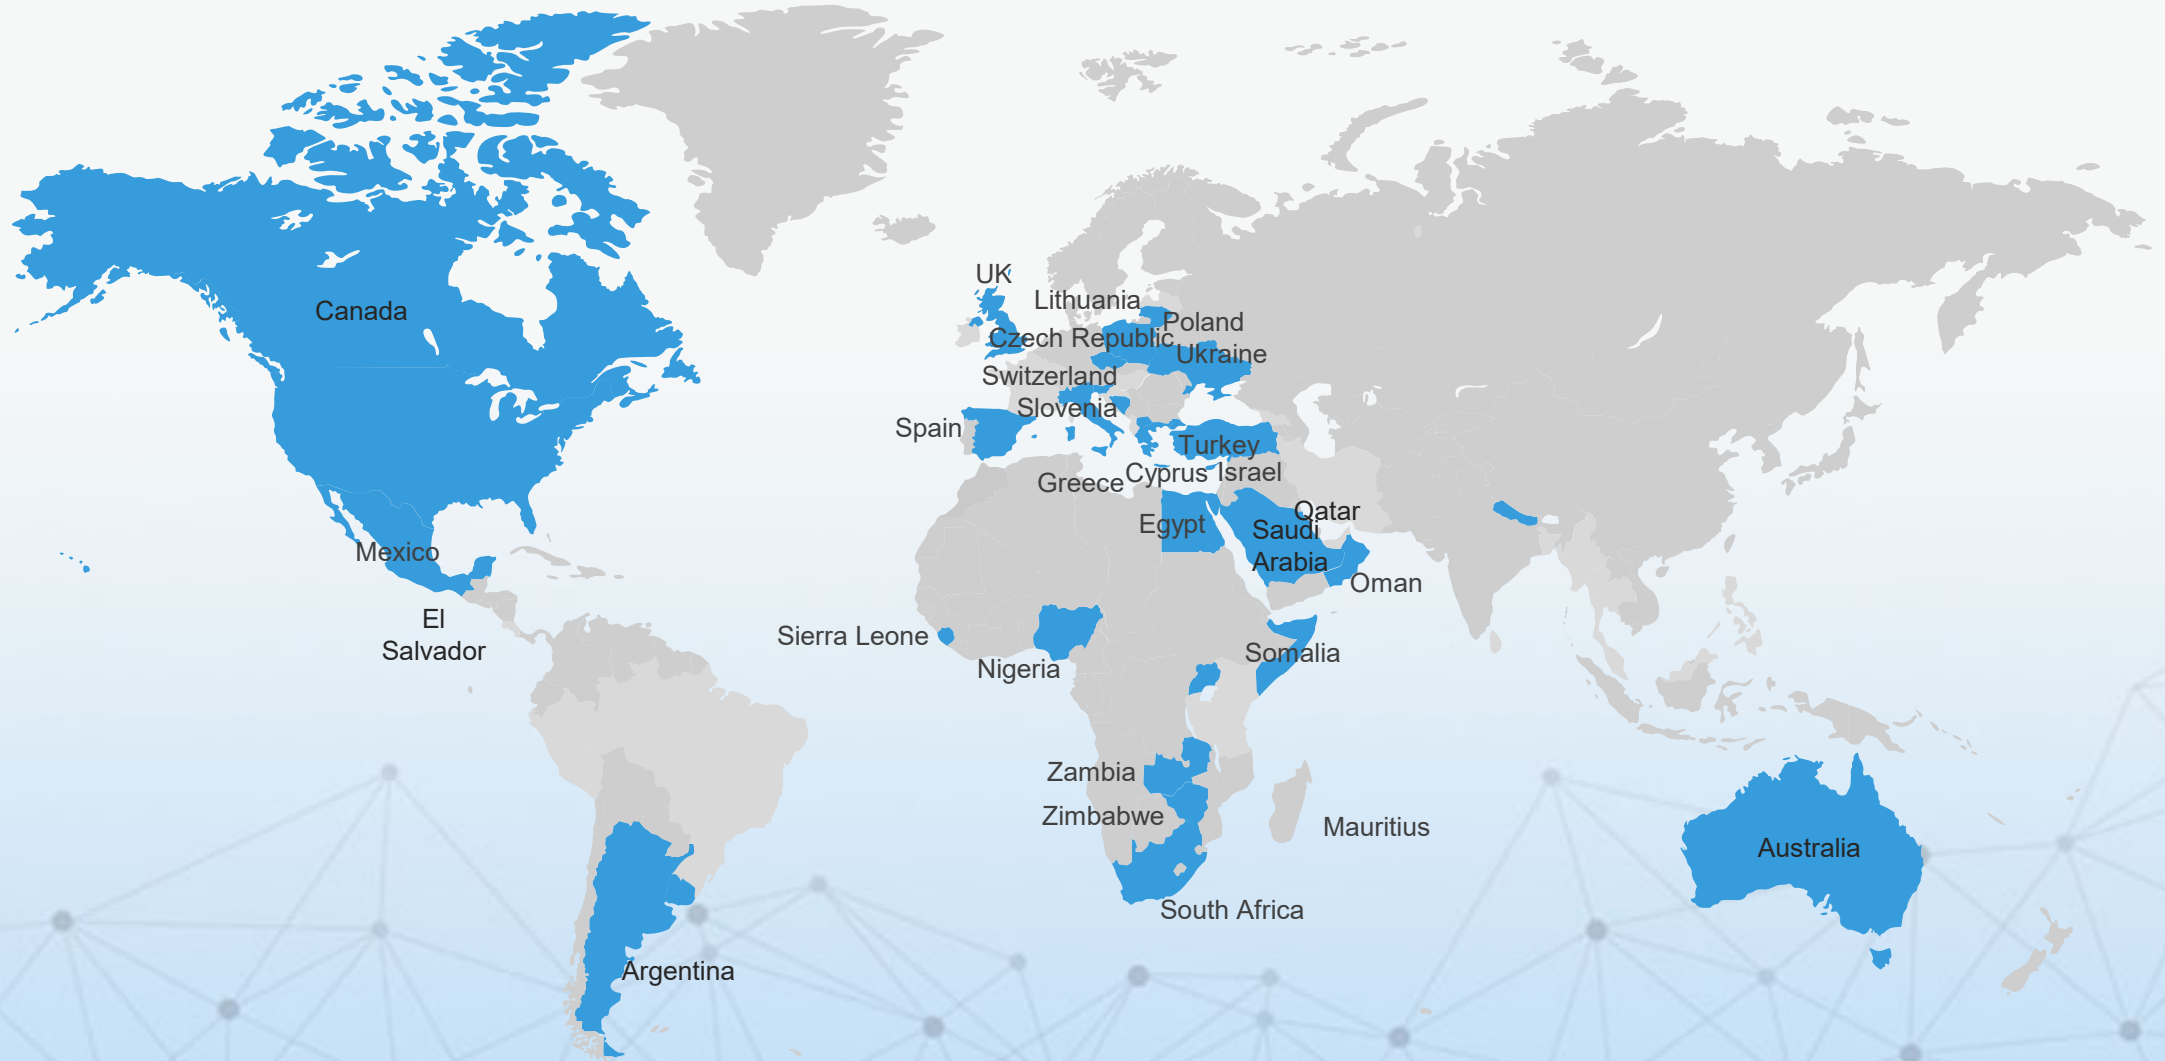 UK
Lithuania
Canada
Poland
Czech Republic
Ukraine
Switzerland
Slovenia
Spain
Turkey
Cyprus
Israel
Greece
Qatar
Egypt
Saudi
Arabia
Mexico
Oman
El
Salvador
Sierra Leone
Somalia
Nigeria
Zambia
Zimbabwe
Mauritius
Australia
South Africa
Argentina